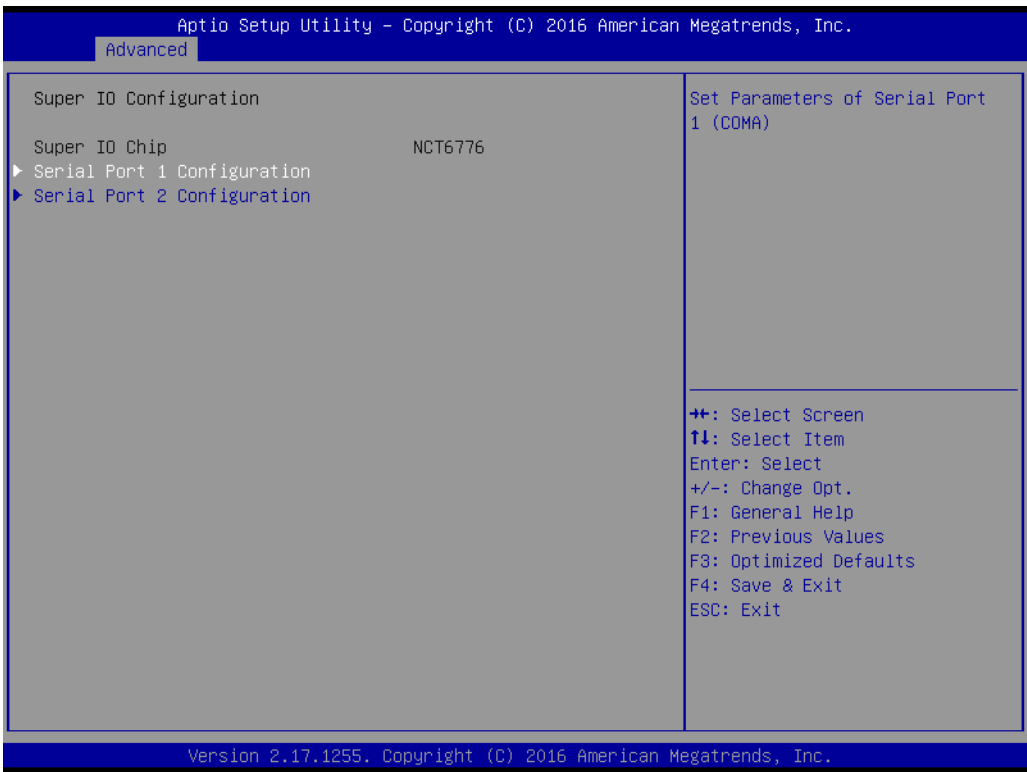 Aptio Setup Utility – Copyright (C) 2016 American Megatrends, Inc.
Advanced
Super IO Configuration
Super IO Chip NCT6776
Serial Port 1 Configuration
Serial Port 2 Configuration
Set Parameters of Serial Port
1 (COMA)
→←: Select Screen
↑↓: Select Item
Enter: Select
+/-: Change Opt.
F1: General Help
F2: Previous Values
F3: Optimized Defaults
F4: Save & Exit
ESC: Exit
Version 2.17.1255. Copyright (C) 2016 American Megatrends, Inc.